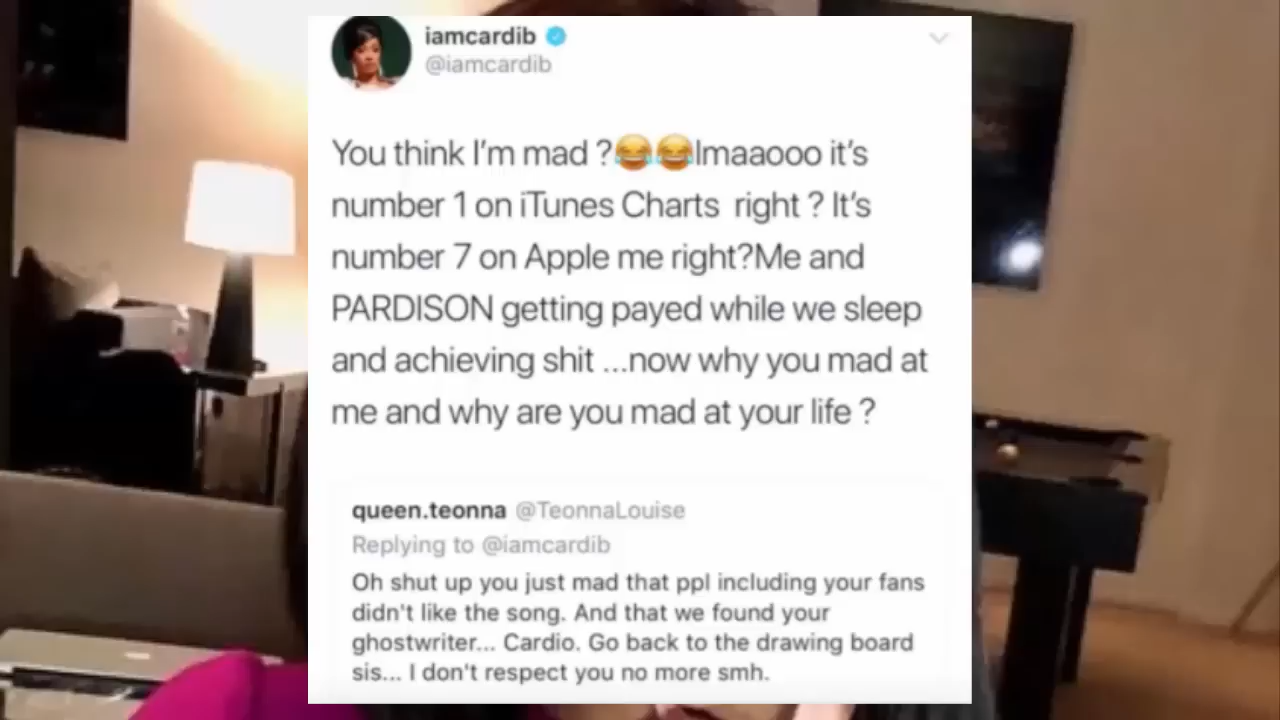 iamcardib
@iamcardib
You think I'm mad ?😂😂lmaaooo it's
number 1 on iTunes Charts right ? It's
number 7 on Apple me right?Me and
PARDISON getting payed while we sleep
and achieving shit ...now why you mad at
me and why are you mad at your life ?
queen.teonna @TeonnaLouise
Replying to @iamcardib
Oh shut up you just mad that ppl including your fans
didn't like the song. And that we found your
ghostwriter... Cardio. Go back to the drawing board
sis... I don't respect you no more smh.